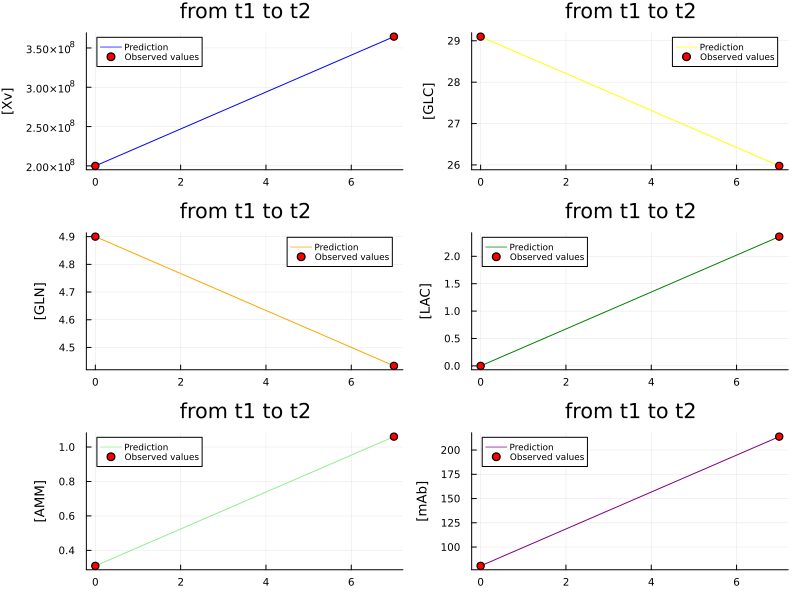 from t1 to t2
[Xv]
3.50×10⁸
3.00×10⁸
2.50×10⁸
2.00×10⁸
Prediction
Observed values
0 2 4 6
from t1 to t2
[GLC]
29
28
27
26
Prediction
Observed values
0 2 4 6
from t1 to t2
[GLN]
4.9
4.8
4.7
4.6
4.5
Prediction
Observed values
0 2 4 6
from t1 to t2
[LAC]
2.0
1.5
1.0
0.5
0.0
Prediction
Observed values
0 2 4 6
from t1 to t2
[AMM]
1.0
0.8
0.6
0.4
Prediction
Observed values
0 2 4 6
from t1 to t2
[mAb]
200
175
150
125
100
Prediction
Observed values
0 2 4 6